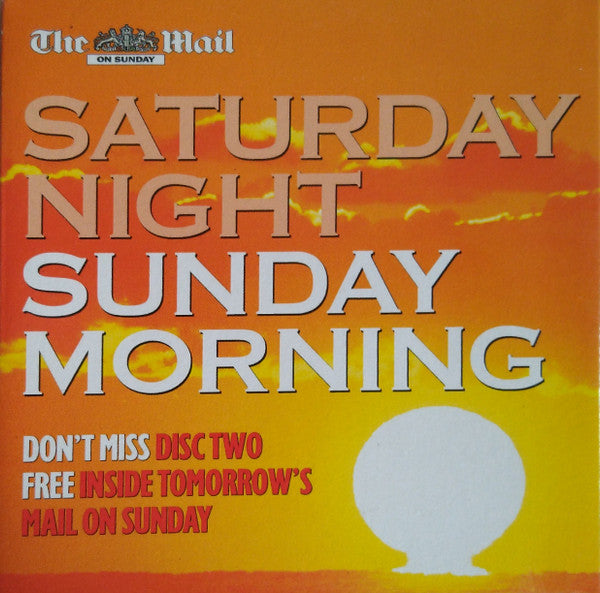 The Mail
ON SUNDAY
SATURDAY
NIGHT
SUNDAY
MORNING
DON'T MISS DISC TWO
FREE INSIDE TOMORROW'S
MAIL ON SUNDAY